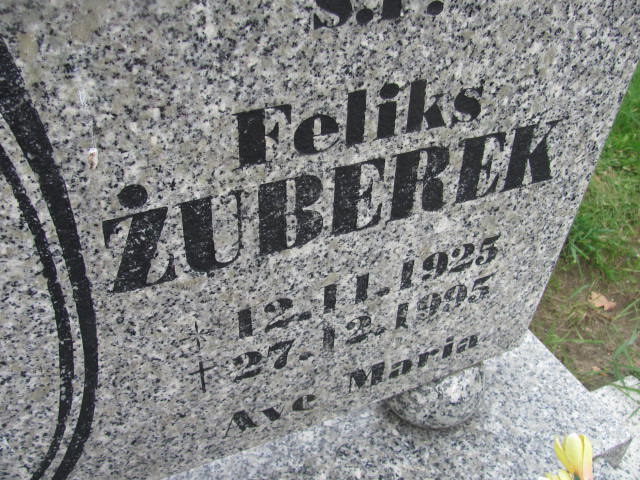 Ś.P.
Feliks
ŻUBEREK
* 12.11.1925
† 27.12.1995
Ave Maria